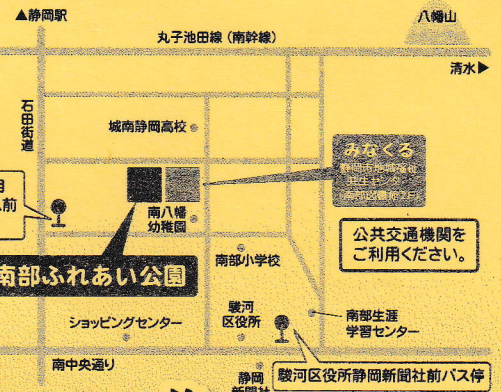 ▲静岡駅
八幡山
丸子池田線（南幹線）
清水▶
石田街道
城南静岡高校
みなくる
静岡市地域福祉
共生センター
南部図書館2F
前
南八幡
幼稚園
公共交通機関を
ご利用ください。
南部ふれあい公園
南部小学校
駿河
区役所
南部生涯
学習センター
ショッピングセンター
南中央通り
静岡
新聞社
駿河区役所静岡新聞社前バス停